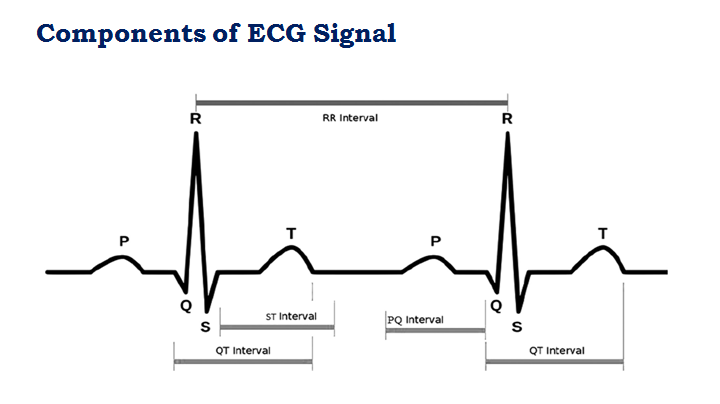 Components of ECG Signal
RR Interval
R
R
P
T
P
T
Q
S
Q
S
ST Interval
PQ Interval
QT Interval
QT Interval